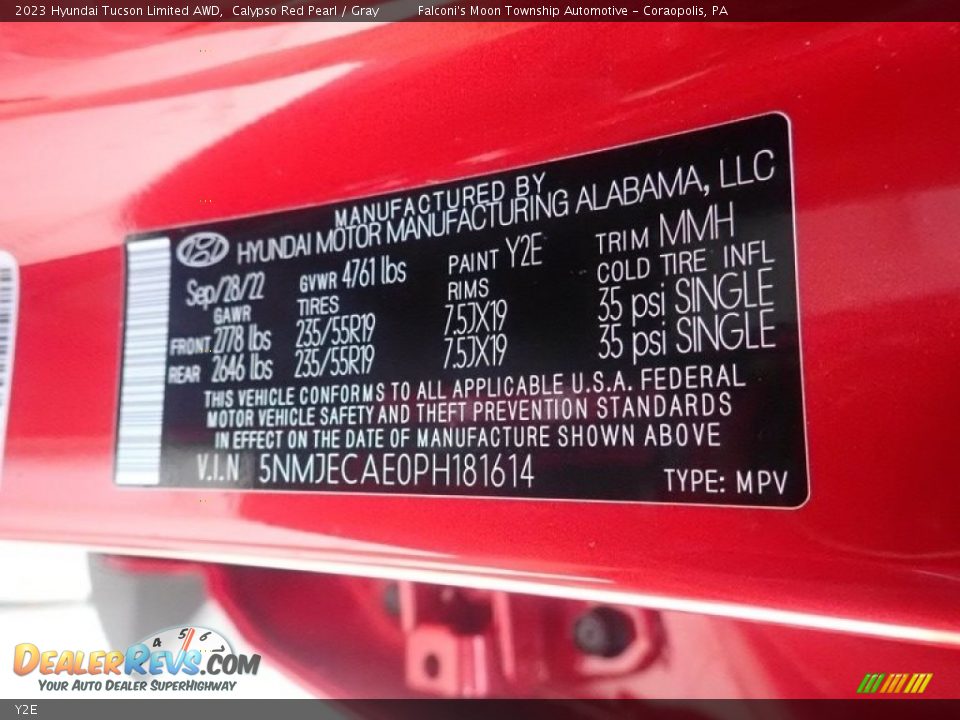 2023 Hyundai Tucson Limited AWD, Calypso Red Pearl / Gray Falconi's Moon Township Automotive - Coraopolis, PA
MANUFACTURED BY
HYUNDAI MOTOR MANUFACTURING ALABAMA, LLC
Sep/28/22 GVWR 4761 lbs PAINT Y2E TRIM MMH
GAWR TIRES RIMS COLD TIRE INFL
FRONT 2778 lbs 235/55R19 7.5JX19 35 psi SINGLE
REAR 2646 lbs 235/55R19 7.5JX19 35 psi SINGLE
THIS VEHICLE CONFORMS TO ALL APPLICABLE U.S.A. FEDERAL
MOTOR VEHICLE SAFETY AND THEFT PREVENTION STANDARDS
IN EFFECT ON THE DATE OF MANUFACTURE SHOWN ABOVE
V.I.N 5NMJECAE0PH181614 TYPE: MPV
4 5 6
DEALERREVS.COM
YOUR AUTO DEALER SUPERHIGHWAY
Y2E